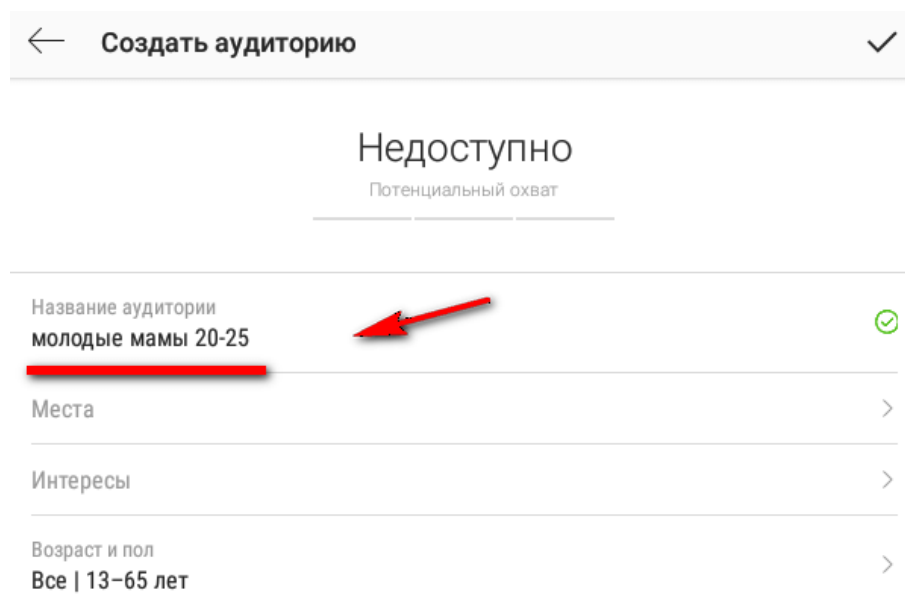 Создать аудиторию
Недоступно
Потенциальный охват
Название аудитории
молодые мамы 20-25
Места
Интересы
Возраст и пол
Все | 13–65 лет